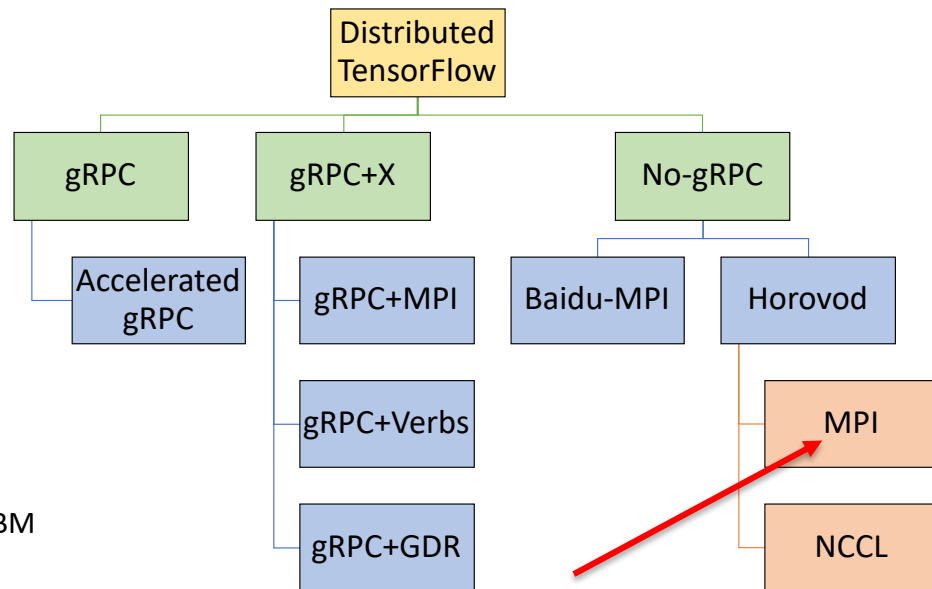 Distributed
TensorFlow
gRPC
gRPC+X
No-gRPC
Accelerated
gRPC
gRPC+MPI
Baidu-MPI
Horovod
gRPC+Verbs
MPI
gRPC+GDR
NCCL